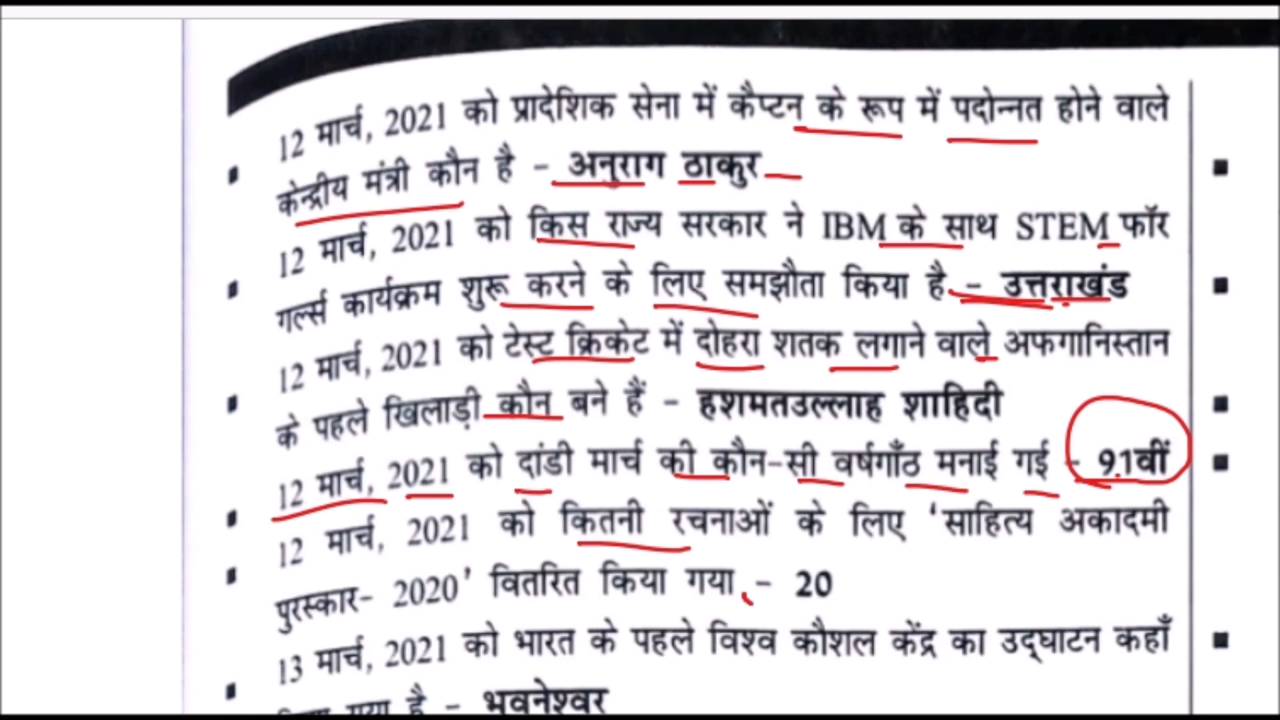 12 मार्च, 2021 को प्रादेशिक सेना में कैप्टन के रूप में पदोन्नत होने वाले
केन्द्रीय मंत्री कौन है - अनुराग ठाकुर
12 मार्च, 2021 को किस राज्य सरकार ने IBM के साथ STEM फॉर
गर्ल्स कार्यक्रम शुरू करने के लिए समझौता किया है - उत्तराखंड
12 मार्च, 2021 को टेस्ट क्रिकेट में दोहरा शतक लगाने वाले अफगानिस्तान
के पहले खिलाड़ी कौन बने हैं - हशमतउल्लाह शाहिदी
12 मार्च, 2021 को दांडी मार्च की कौन-सी वर्षगाँठ मनाई गई - 91वीं
12 मार्च, 2021 को कितनी रचनाओं के लिए 'साहित्य अकादमी
पुरस्कार- 2020' वितरित किया गया - 20
13 मार्च, 2021 को भारत के पहले विश्व कौशल केंद्र का उद्घाटन कहाँ
गया है - भुवनेश्वर